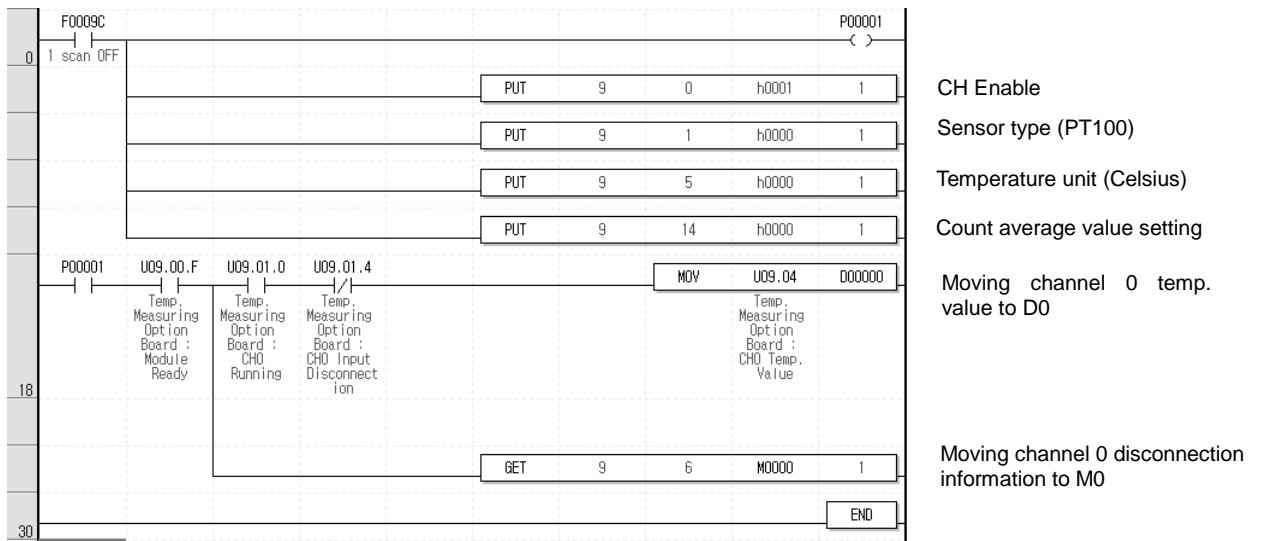 F0009C P00001
0 1 scan OFF
PUT 9 0 h0001 1 CH Enable
PUT 9 1 h0000 1 Sensor type (PT100)
PUT 9 5 h0000 1 Temperature unit (Celsius)
PUT 9 14 h0000 1 Count average value setting
P00001 U09.00.F U09.01.0 U09.01.4
MOV U09.04 D00000
Moving channel 0 temp.
value to D0
Temp.
Measuring
Option
Board :
Module
Ready
Temp.
Measuring
Option
Board :
CH0
Running
Temp.
Measuring
Option
Board :
CH0 Input
Disconnect
ion
Temp.
Measuring
Option
Board :
CH0 Temp.
Value
18
GET 9 6 M0000 1
Moving channel 0 disconnection
information to M0
END
30